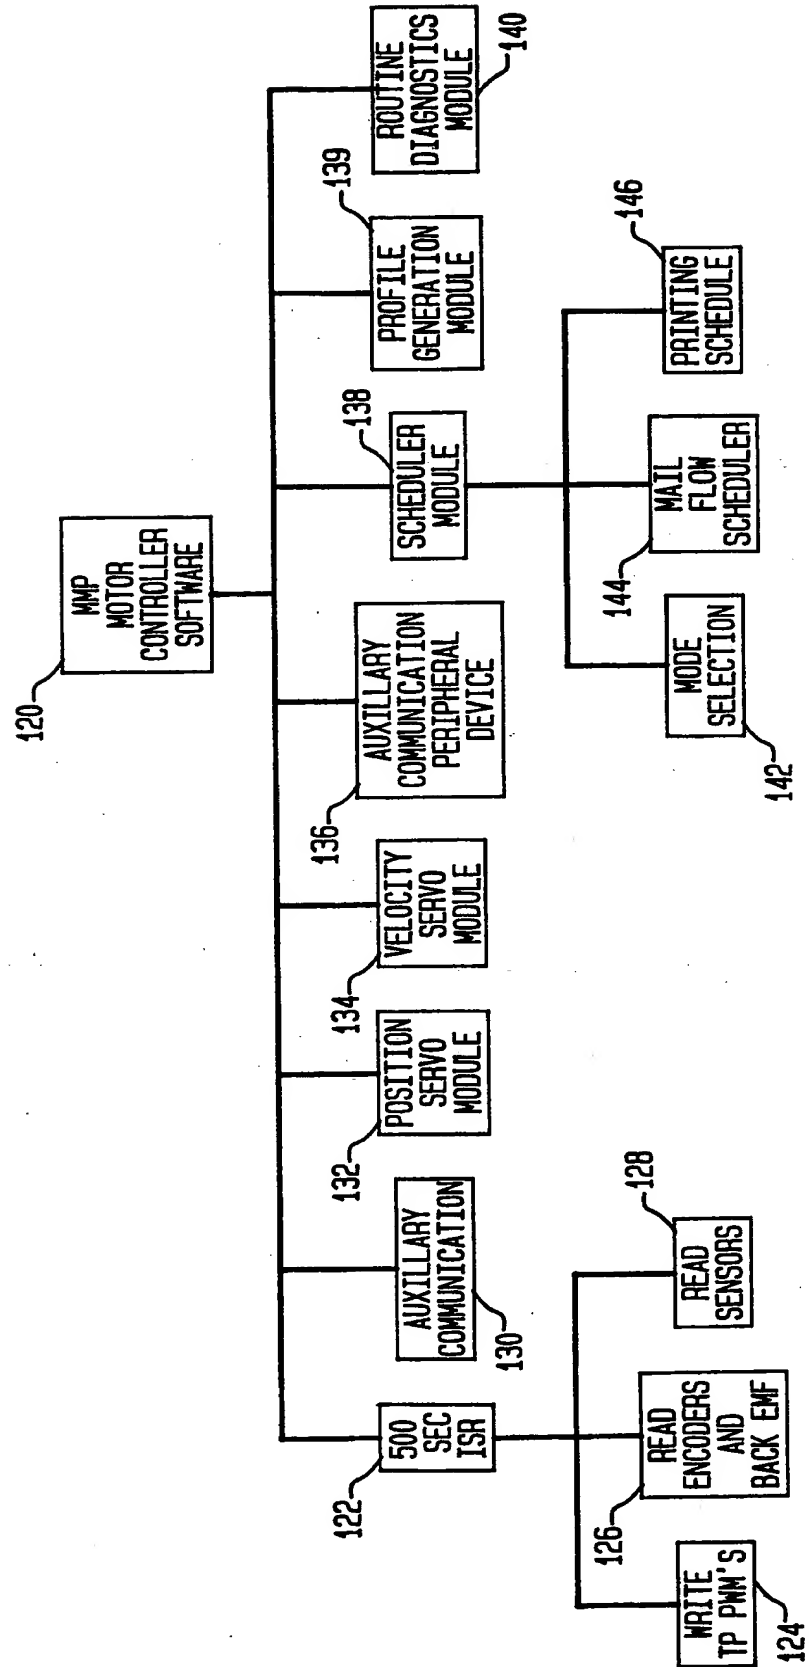 120
MMP
MOTOR
CONTROLLER
SOFTWARE
122
500
SEC
ISR
AUXILLARY
COMMUNICATION
130
132
POSITION
SERVO
MODULE
134
VELOCITY
SERVO
MODULE
136
AUXILLARY
COMMUNICATION
PERIPHERAL
DEVICE
138
SCHEDULER
MODULE
139
PROFILE
GENERATION
MODULE
ROUTINE
DIAGNOSTICS
MODULE
140
WRITE
TP PWM'S
124
126
READ
ENCODERS
AND
BACK EMF
128
READ
SENSORS
MODE
SELECTION
142
144
MAIL
FLOW
SCHEDULER
146
PRINTING
SCHEDULE